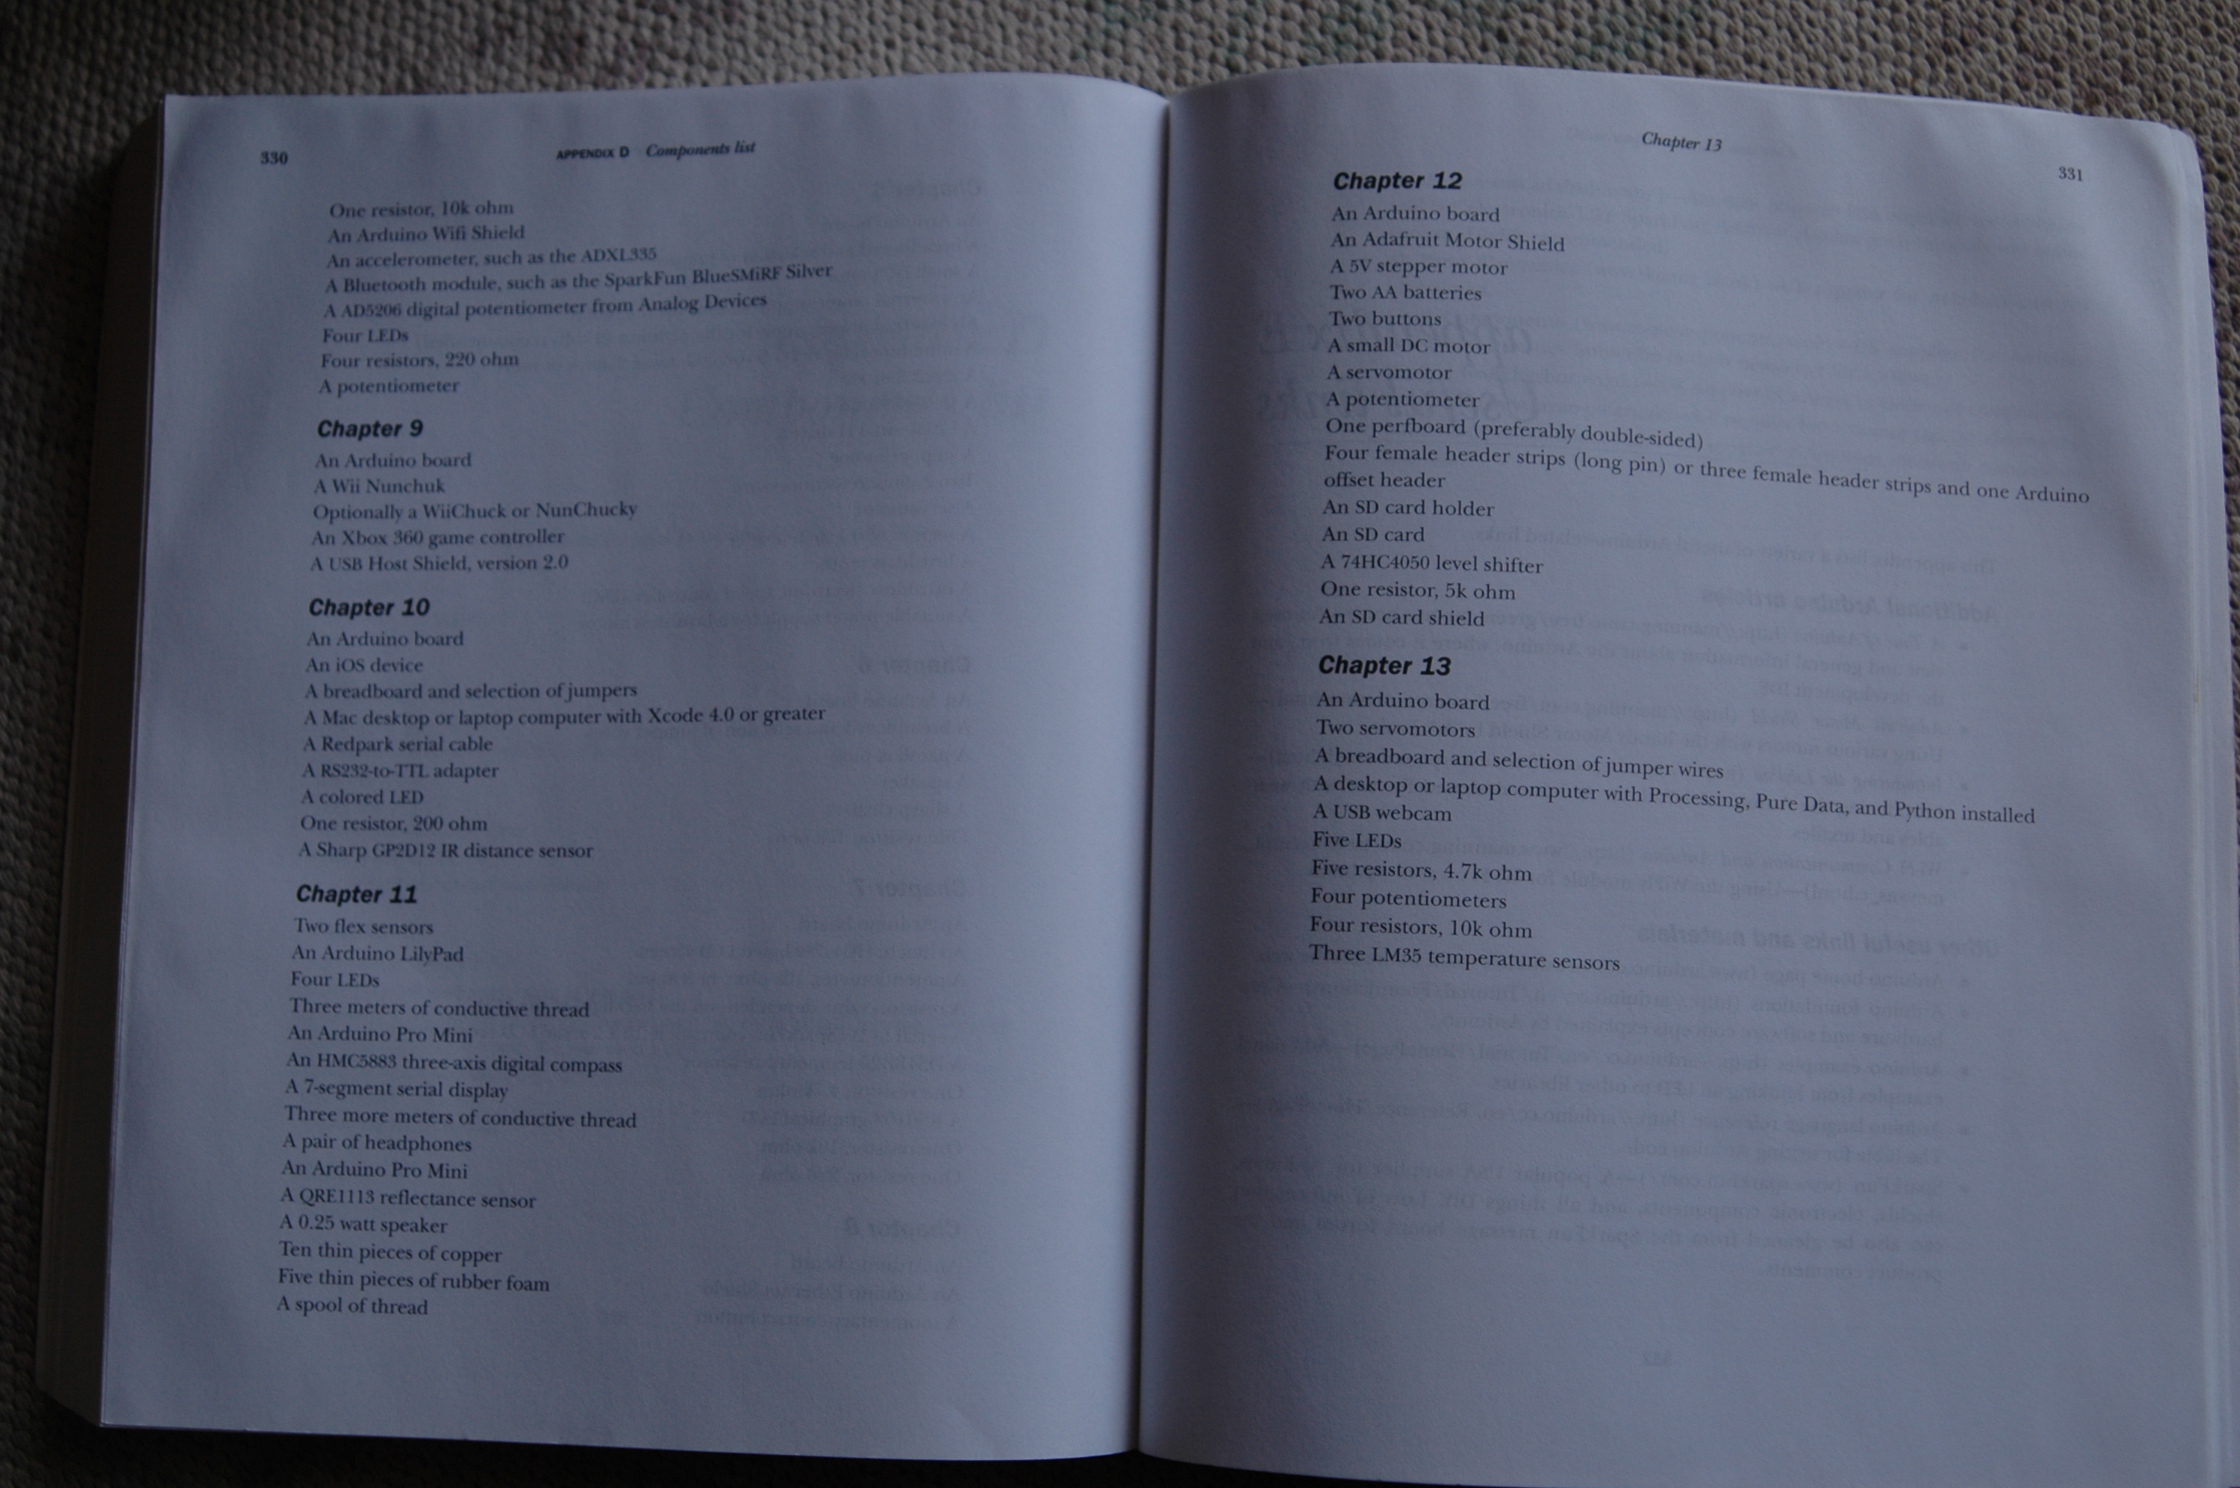 330
APPENDIX D Components list
One resistor, 10k ohm
An Arduino Wifi Shield
An accelerometer, such as the ADXL335
A Bluetooth module, such as the SparkFun BlueSMiRF Silver
A AD5206 digital potentiometer from Analog Devices
Four LEDs
Four resistors, 220 ohm
A potentiometer
Chapter 9
An Arduino board
A Wii Nunchuk
Optionally a WiiChuck or NunChucky
An Xbox 360 game controller
A USB Host Shield, version 2.0
Chapter 10
An Arduino board
An iOS device
A breadboard and selection of jumpers
A Mac desktop or laptop computer with Xcode 4.0 or greater
A Redpark serial cable
A RS232-to-TTL adapter
A colored LED
One resistor, 200 ohm
A Sharp GP2D12 IR distance sensor
Chapter 11
Two flex sensors
An Arduino LilyPad
Four LEDs
Three meters of conductive thread
An Arduino Pro Mini
An HMC5883 three-axis digital compass
A 7-segment serial display
Three more meters of conductive thread
A pair of headphones
An Arduino Pro Mini
A QRE1113 reflectance sensor
A 0.25 watt speaker
Ten thin pieces of copper
Five thin pieces of rubber foam
A spool of thread
Chapter 13
331
Chapter 12
An Arduino board
An Adafruit Motor Shield
A 5V stepper motor
Two AA batteries
Two buttons
A small DC motor
A servomotor
A potentiometer
One perfboard (preferably double-sided)
Four female header strips (long pin) or three female header strips and one Arduino
offset header
An SD card holder
An SD card
A 74HC4050 level shifter
One resistor, 5k ohm
An SD card shield
Chapter 13
An Arduino board
Two servomotors
A breadboard and selection of jumper wires
A desktop or laptop computer with Processing, Pure Data, and Python installed
A USB webcam
Five LEDs
Five resistors, 4.7k ohm
Four potentiometers
Four resistors, 10k ohm
Three LM35 temperature sensors